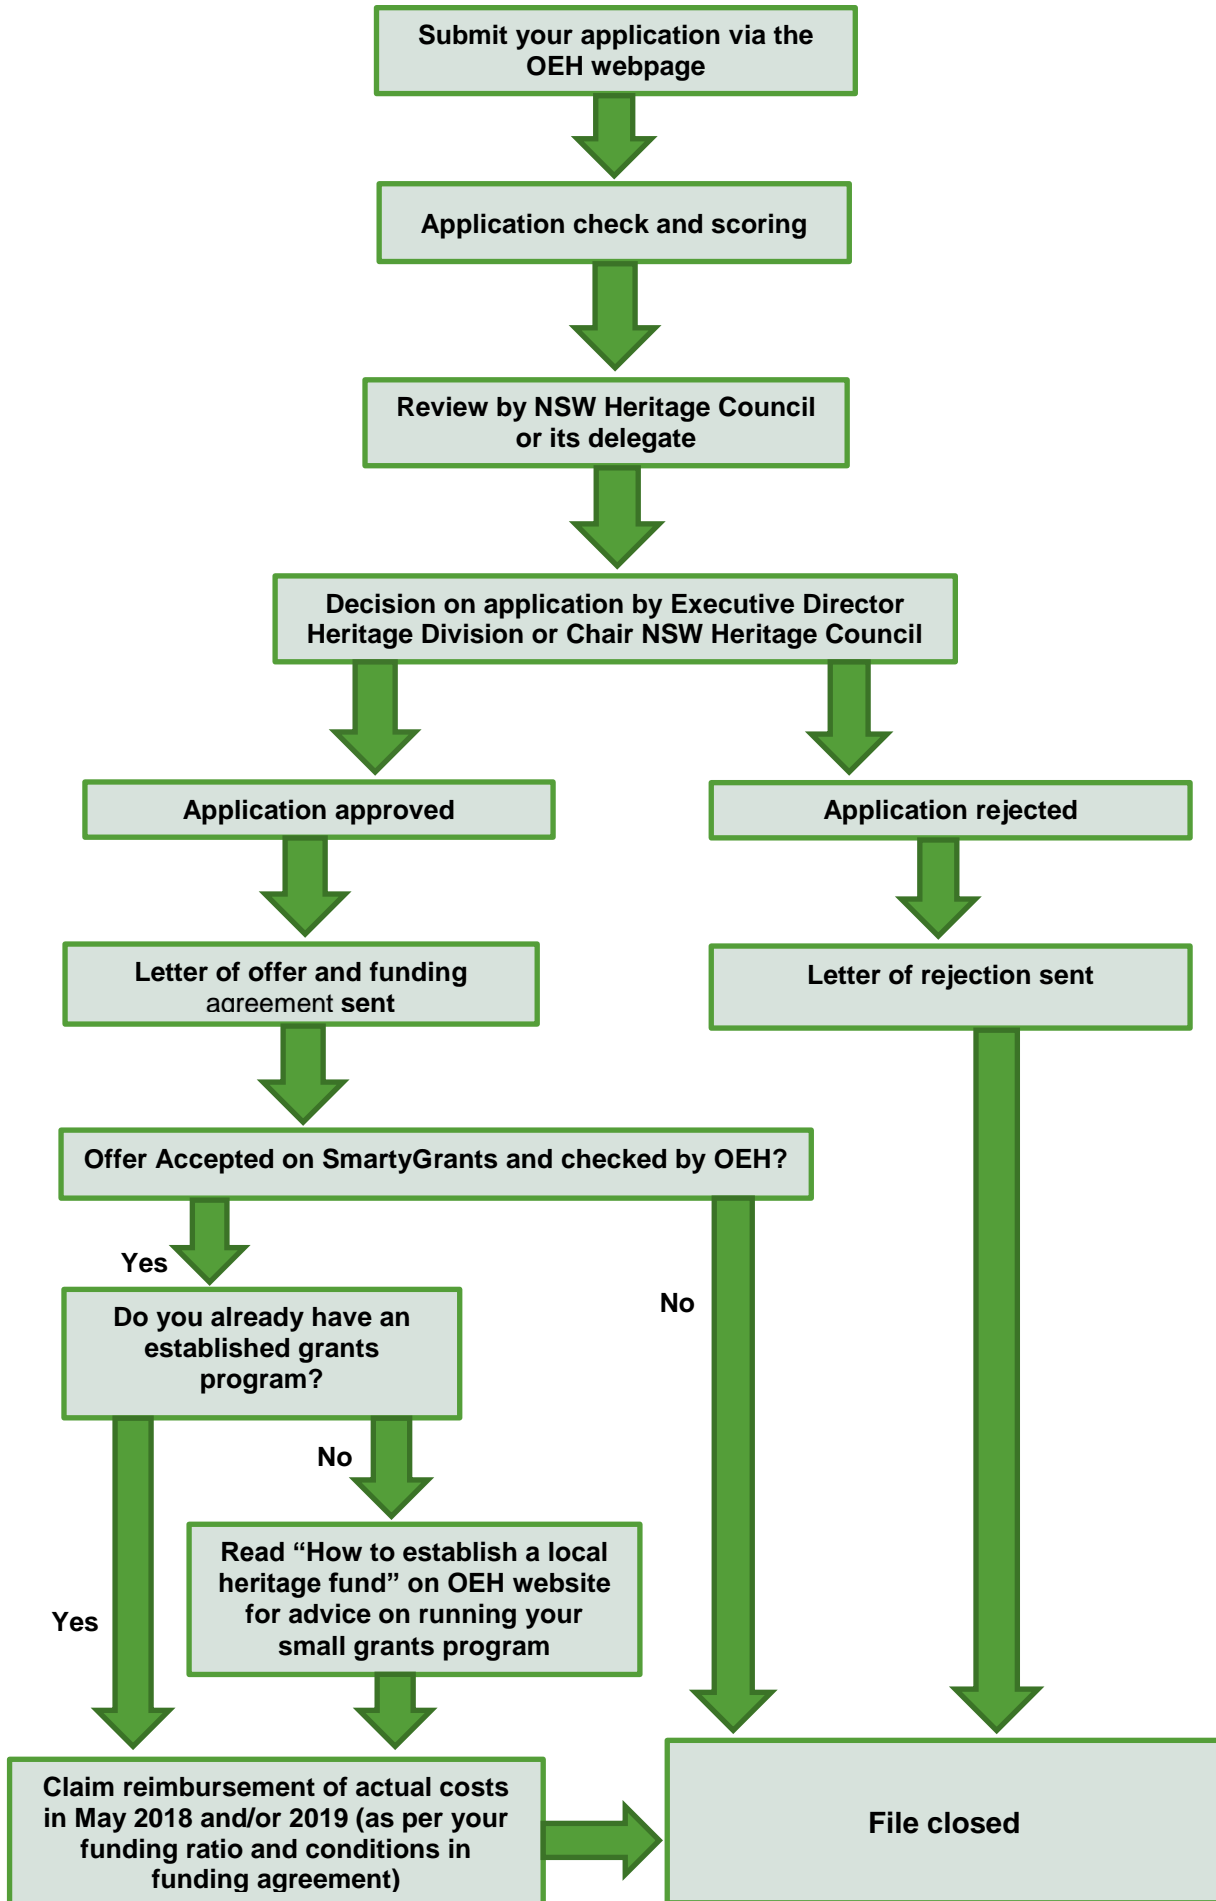 Submit your application via the
OEH webpage
Application check and scoring
Review by NSW Heritage Council
or its delegate
Decision on application by Executive Director
Heritage Division or Chair NSW Heritage Council
Application approved
Application rejected
Letter of offer and funding
agreement sent
Letter of rejection sent
Offer Accepted on SmartyGrants and checked by OEH?
Yes
No
Do you already have an
established grants
program?
No
Yes
Read “How to establish a local
heritage fund” on OEH website
for advice on running your
small grants program
Claim reimbursement of actual costs
in May 2018 and/or 2019 (as per your
funding ratio and conditions in
funding agreement)
File closed